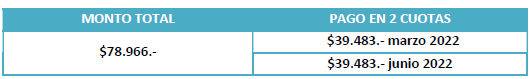 MONTO TOTAL PAGO EN 2 CUOTAS
$78.966.-
$39.483.- marzo 2022
$39.483.- junio 2022